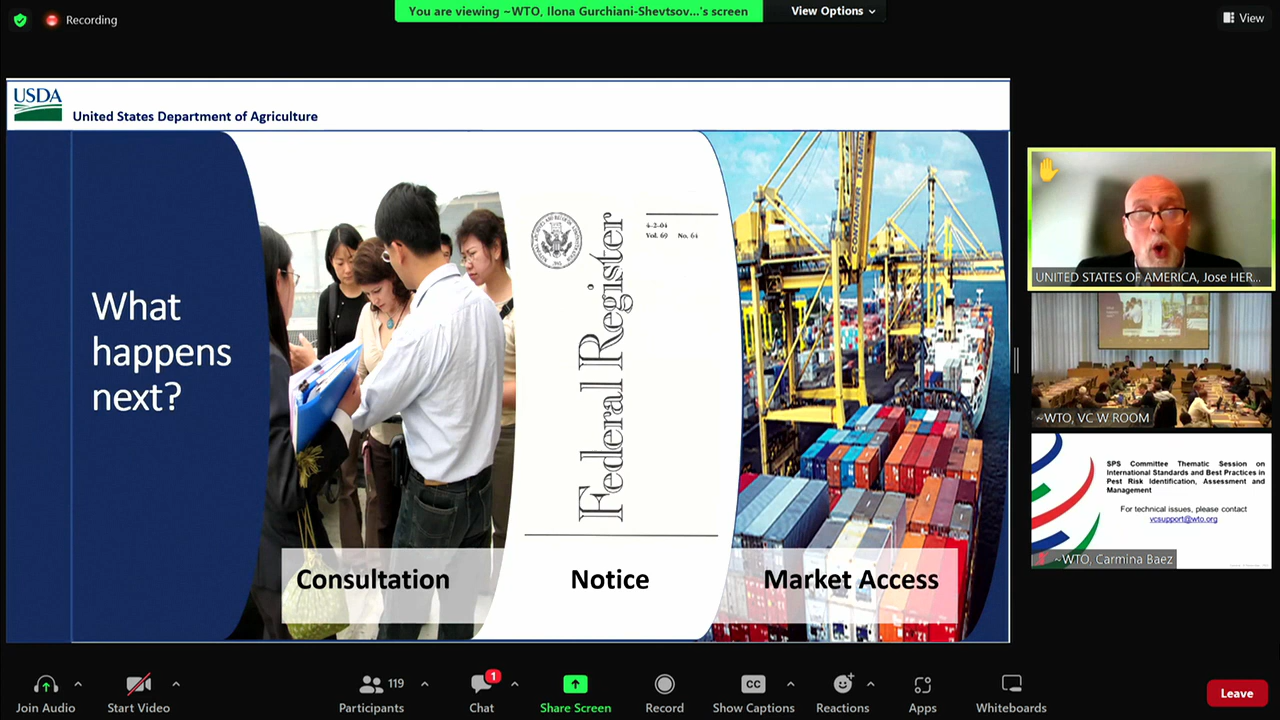 Recording
You are viewing ~WTO, Ilona Gurchiani-Shevtsov...'s screen
View Options
View
USDA
United States Department of Agriculture
What
happens
next?
4-2-04
Vol. 69 No. 64
Federal Register
Consultation
Notice
Market Access
UNITED STATES OF AMERICA, Jose HER...
~WTO, VC W ROOM
SPS Committee Thematic Session on
International Standards and Best Practices in
Pest Risk Identification, Assessment and
Management
For technical issues, please contact
vcsupport@wto.org
~WTO, Carmina Baez
Join Audio
Start Video
119
Participants
1
Chat
Share Screen
Record
CC
Show Captions
Reactions
Apps
Whiteboards
Leave